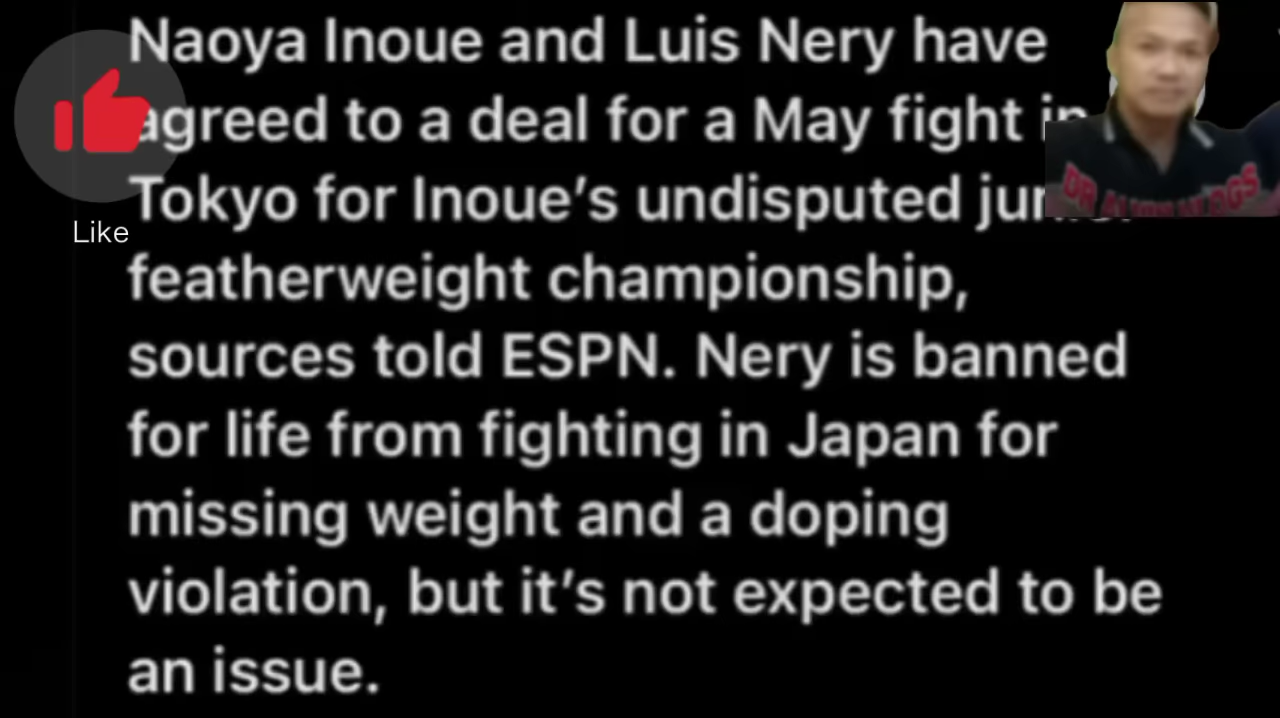 Naoya Inoue and Luis Nery have
agreed to a deal for a May fight in
Tokyo for Inoue's undisputed
featherweight championship,
sources told ESPN. Nery is banned
for life from fighting in Japan for
missing weight and a doping
violation, but it's not expected to be
an issue.
Like
DR